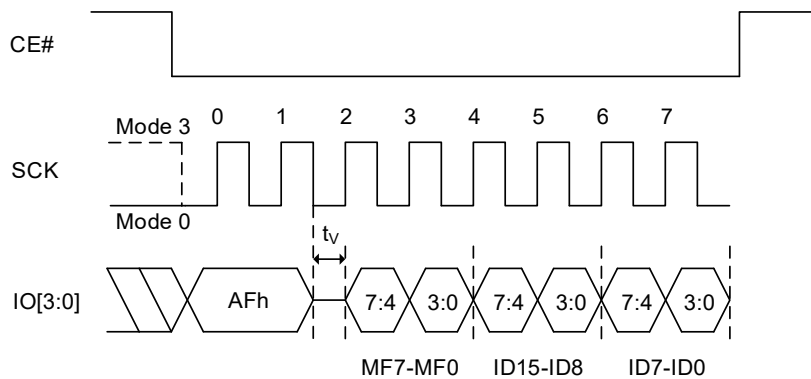 CE#
0 1 2 3 4 5 6 7
Mode 3
SCK
Mode 0
tV
IO[3:0] AFh 7:4 3:0 7:4 3:0 7:4 3:0
MF7-MF0 ID15-ID8 ID7-ID0